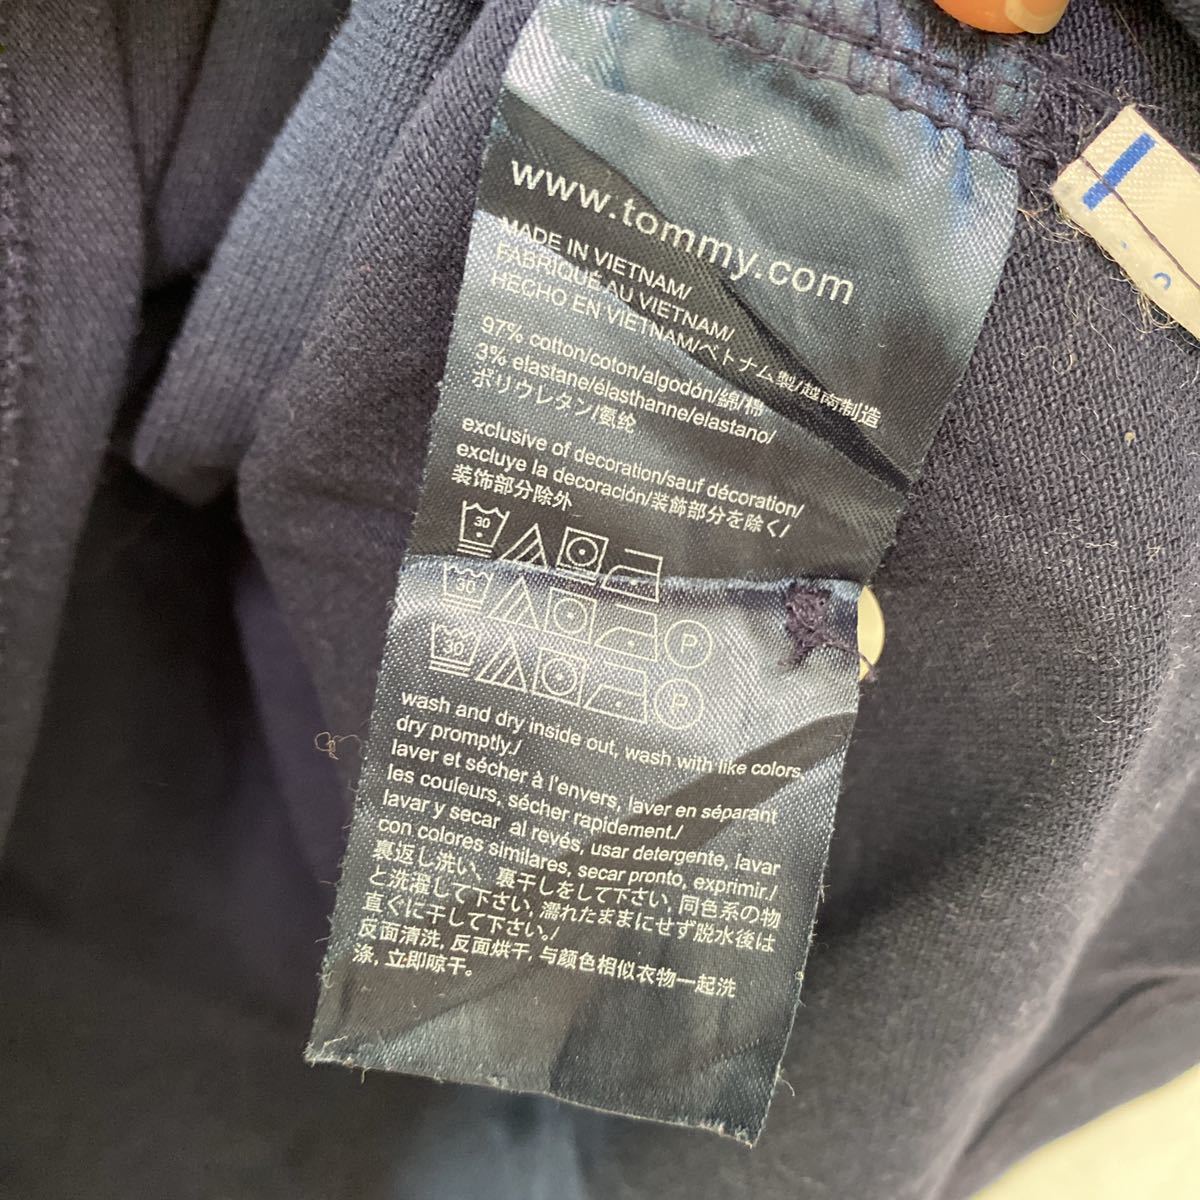 www.tommy.com
MADE IN VIETNAM/
FABRIQUÉ AU VIETNAM/
HECHO EN VIETNAM/ベトナム製/越南制造
97% cotton/coton/algodón/綿/棉
3% elastane/élasthanne/elastano/
ポリウレタン/氨纶
exclusive of decoration/sauf décoration/
excluye la decoración/装飾部分を除く/
装饰部分除外
30
30 P
30 P
wash and dry inside out, wash with like colors,
dry promptly./
laver et sécher à l'envers, laver en séparant
les couleurs, sécher rapidement./
lavar y secar al revés, usar detergente, lavar
con colores similares, secar pronto, exprimir./
裏返し洗い、裏干しをして下さい, 同色系の物
と洗濯して下さい, 濡れたままにせず脱水後は
直ぐに干して下さい。/
反面清洗, 反面烘干, 与颜色相似衣物一起洗
涤, 立即晾干。